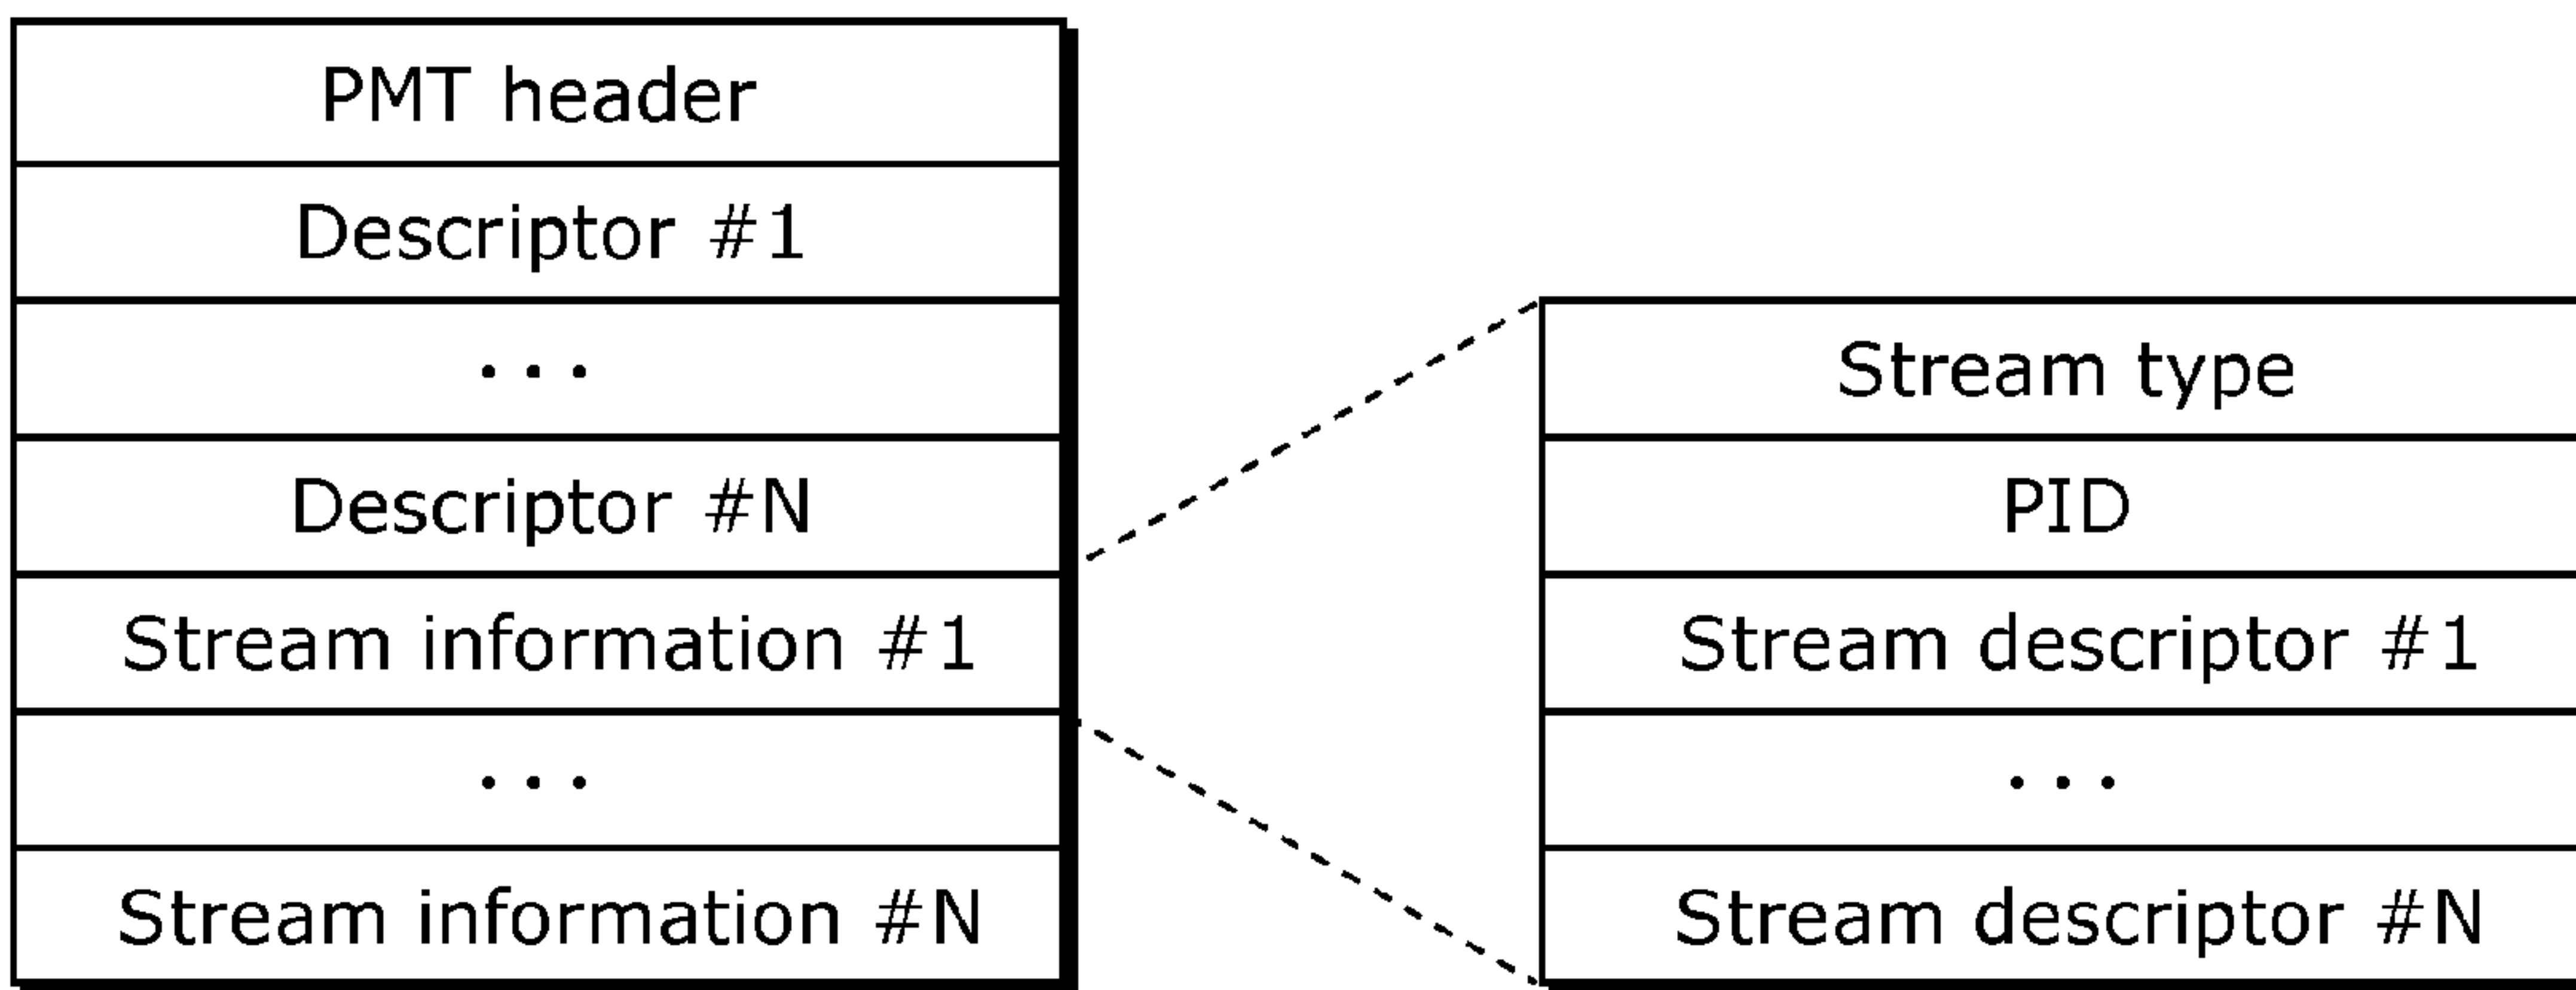 PMT header
Descriptor #1
...
Descriptor #N
Stream information #1
...
Stream information #N
Stream type
PID
Stream descriptor #1
...
Stream descriptor #N